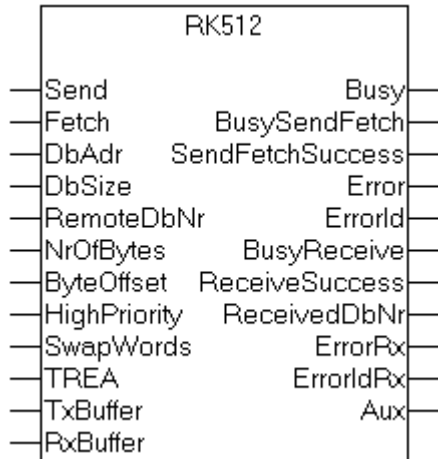 RK512
Send Busy
Fetch BusySendFetch
DbAdr SendFetchSuccess
DbSize Error
RemoteDbNr ErrorId
NrOfBytes BusyReceive
ByteOffset ReceiveSuccess
HighPriority ReceivedDbNr
SwapWords ErrorRx
TREA ErrorIdRx
TxBuffer Aux
RxBuffer